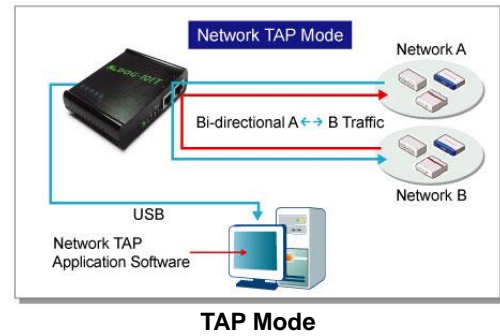 Network TAP Mode
Network A
Bi-directional A ←→ B Traffic
Network B
USB
Network TAP
Application Software
TAP Mode